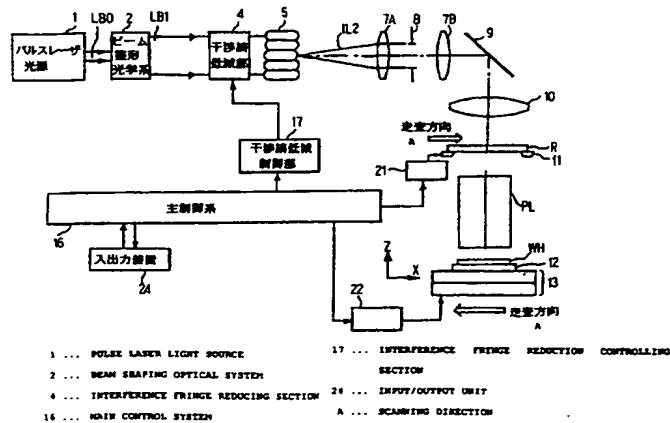 1
LB0
2
LB1
4
5
IL2
7A
8
7B
9
パルスレーザ
光源
ビーム
整形
光学系
干渉縞
低減部
10
17
走査方向
A
R
11
干渉縞低減
制御部
21
主制御系
PL
16
WH
Z
12
X
13
入出力装置
24
22
走査方向
A
1 ... PULSE LASER LIGHT SOURCE
2 ... BEAM SHAPING OPTICAL SYSTEM
4 ... INTERFERENCE FRINGE REDUCING SECTION
16 ... MAIN CONTROL SYSTEM
17 ... INTERFERENCE FRINGE REDUCTION CONTROLLING
SECTION
24 ... INPUT/OUTPUT UNIT
A ... SCANNING DIRECTION